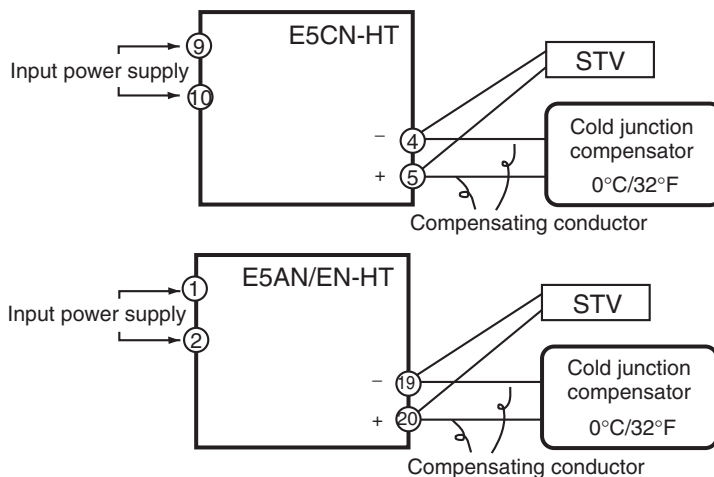 E5CN-HT
9
Input power supply
10
STV
Cold junction
compensator
0°C/32°F
− 4
+ 5
Compensating conductor
E5AN/EN-HT
1
Input power supply
2
STV
Cold junction
compensator
0°C/32°F
− 19
+ 20
Compensating conductor